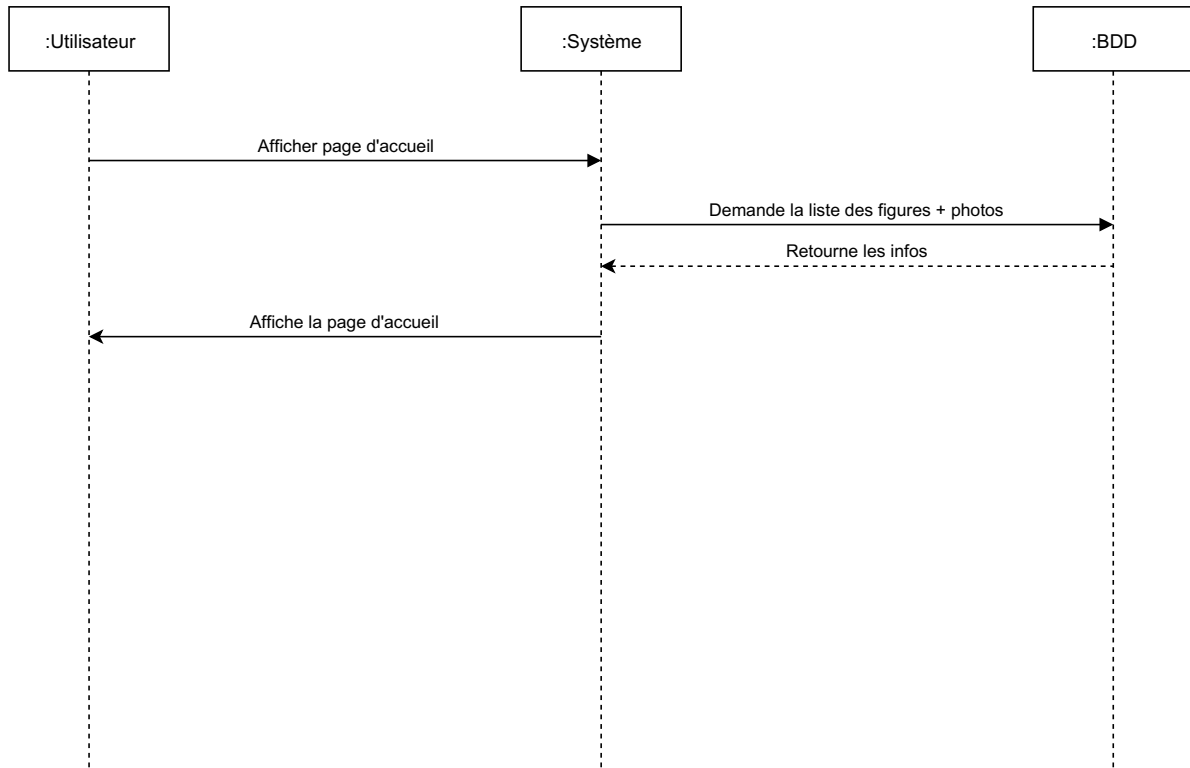 :Utilisateur
:Système
:BDD
Afficher page d'accueil
Demande la liste des figures + photos
Retourne les infos
Affiche la page d'accueil